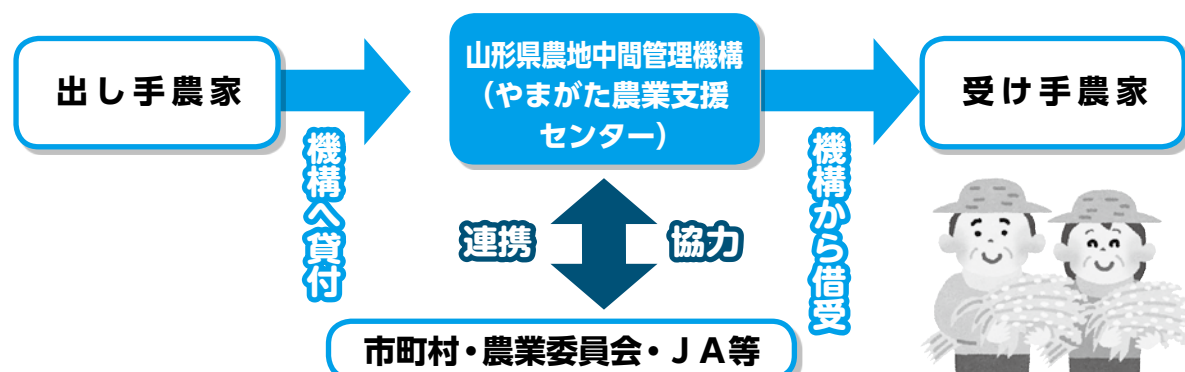 出し手農家
機構へ貸付
山形県農地中間管理機構
（やまがた農業支援
センター）
機構から借受
受け手農家
連携
協力
市町村・農業委員会・ＪＡ等